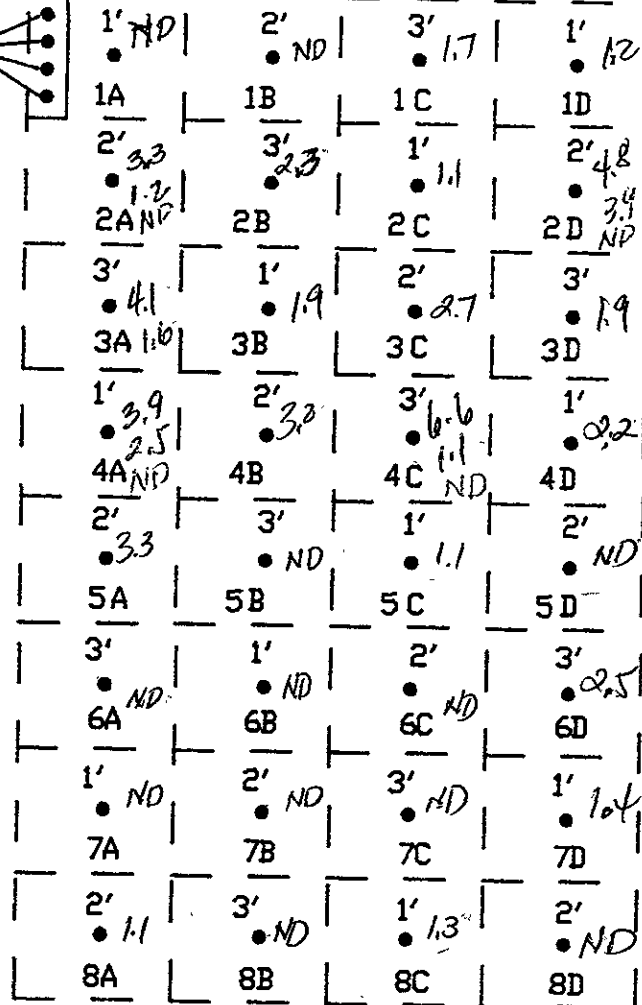 1' ND 2' ND 3' 1.7 1' 1.2
1A 1B 1C 1D
2' 3.3 3' 2.3 1' 1.1 2' 4.8
1.2 3.4
2A ND 2B 2C 2D ND
3' 4.1 1' 1.9 2' 2.7 3' 1.9
3A 1.6 3B 3C 3D
1' 3.9 2' 3' 6.6 1' 2.2
2.5 1.1
4A ND 4B 4C ND 4D
2' 3.3 3' ND 1' 1.1 2' ND
5A 5B 5C 5D
3' ND 1' ND 2' ND 3' 2.5
6A 6B 6C 6D
1' ND 2' ND 3' ND 1' 1.4
7A 7B 7C 7D
2' 1.1 3' ND 1' 1.3 2' ND
8A 8B 8C 8D